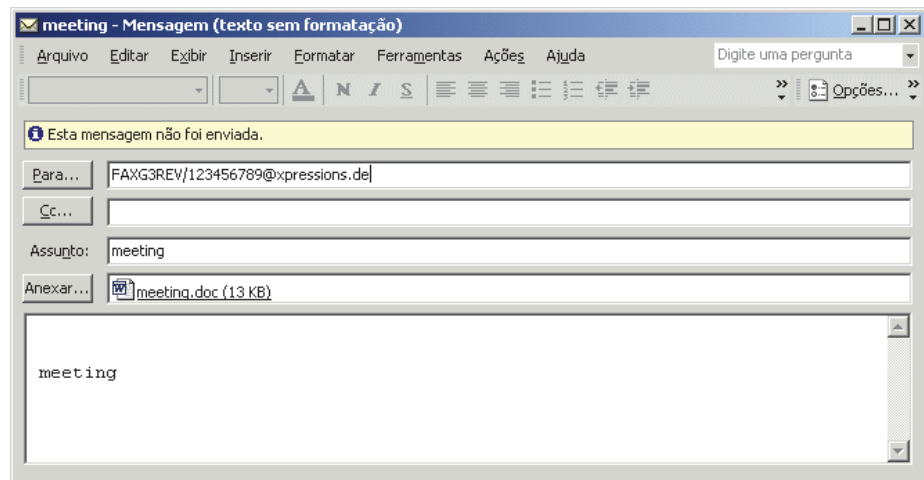 meeting - Mensagem (texto sem formatação)
Arquivo Editar Exibir Inserir Formatar Ferramentas Ações Ajuda Digite uma pergunta
A N I S Opções...
Esta mensagem não foi enviada.
Para... FAXG3REV/123456789@xpressions.de
Cc...
Assunto: meeting
Anexar... meeting.doc (13 KB)
meeting